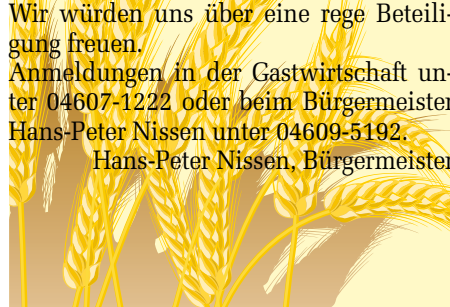 Wir würden uns über eine rege Beteili-
gung freuen.
Anmeldungen in der Gastwirtschaft un-
ter 04607-1222 oder beim Bürgermeister
Hans-Peter Nissen unter 04609-5192.
Hans-Peter Nissen, Bürgermeister